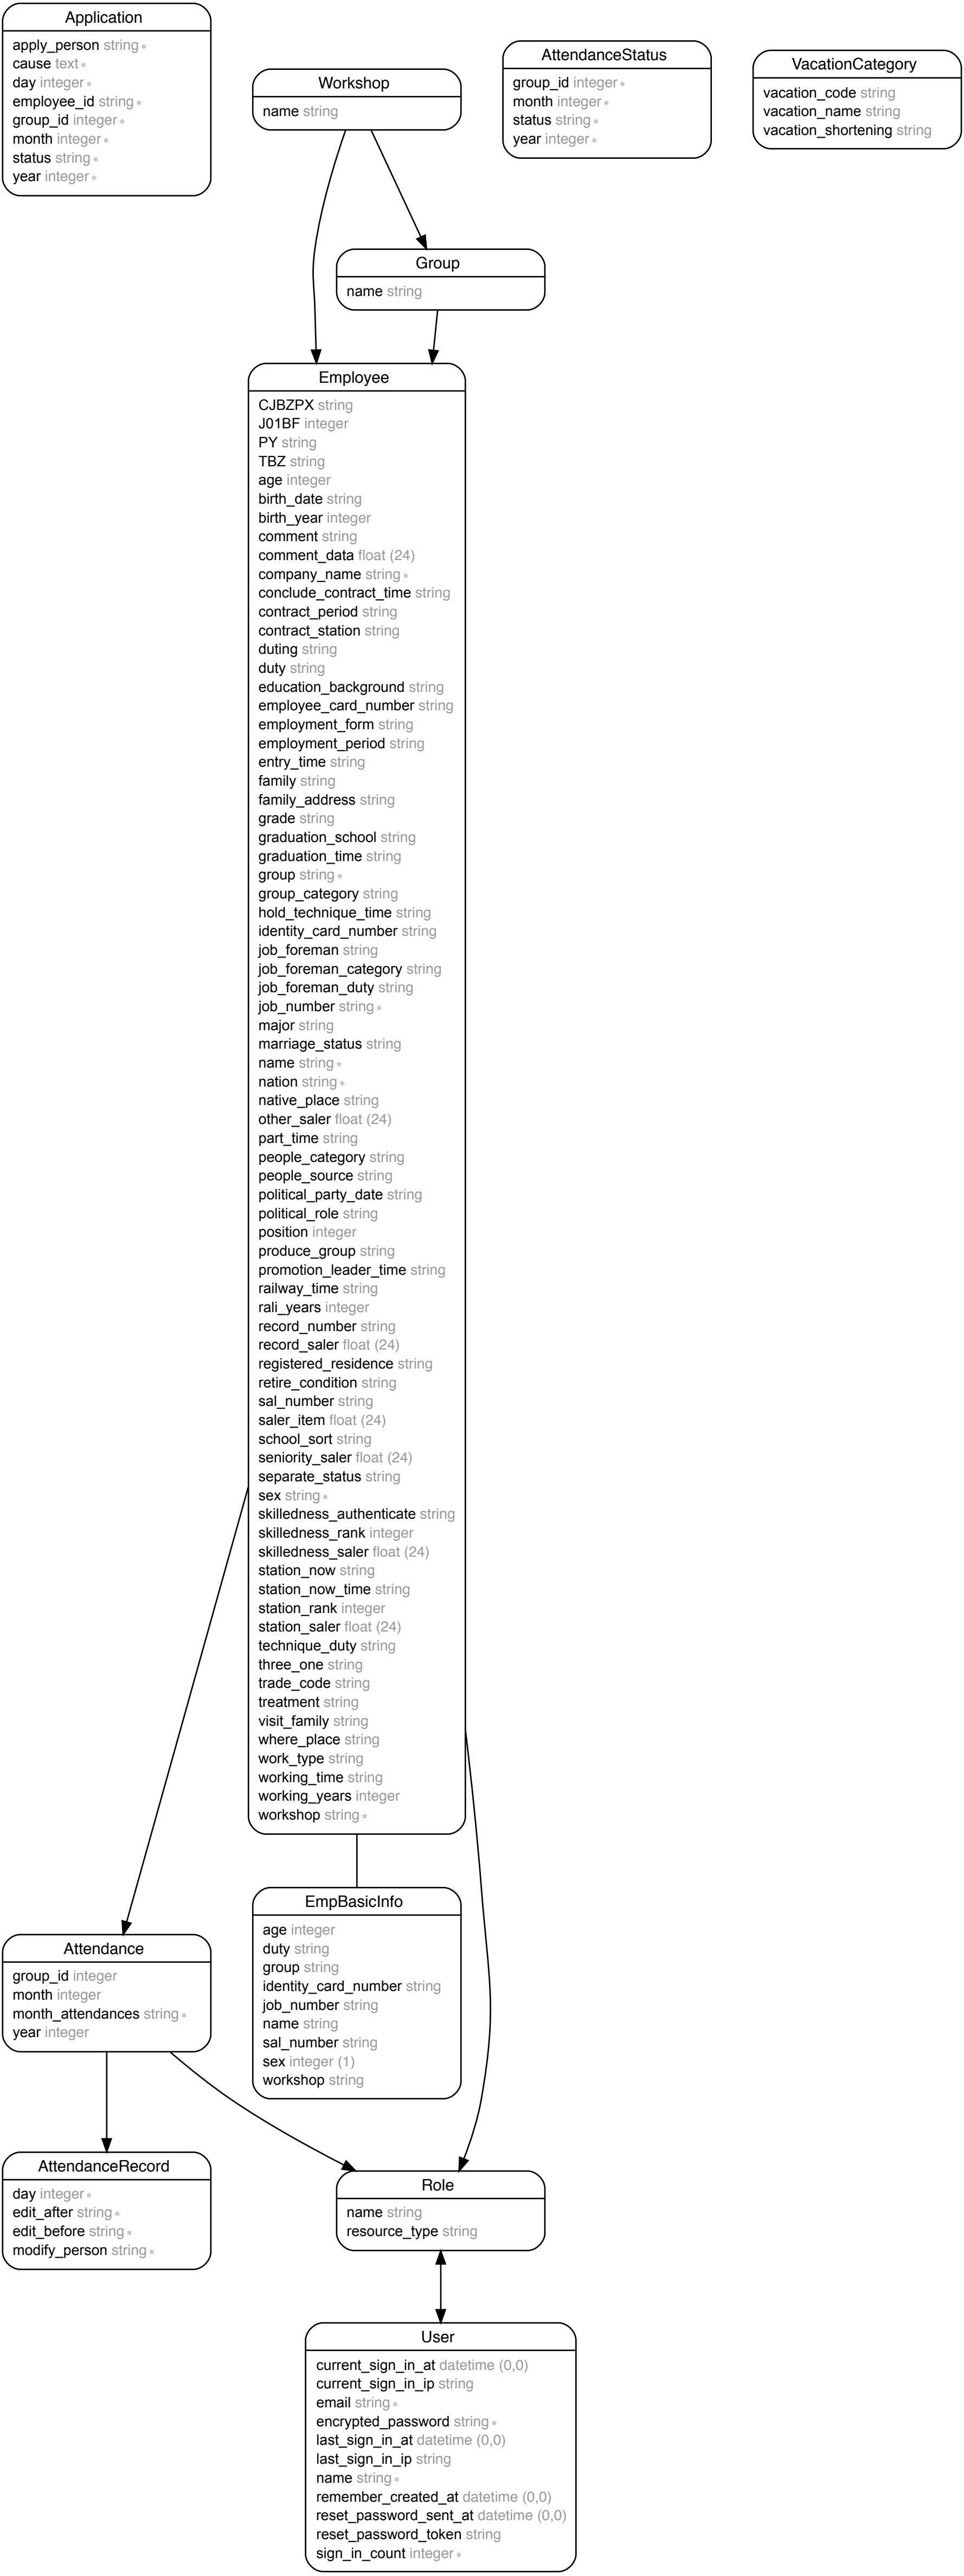 Application
apply_person string *
cause text *
day integer *
employee_id string *
group_id integer *
month integer *
status string *
year integer *
Workshop
name string
AttendanceStatus
group_id integer *
month integer *
status string *
year integer *
VacationCategory
vacation_code string
vacation_name string
vacation_shortening string
Group
name string
Employee
CJBZPX string
J01BF integer
PY string
TBZ string
age integer
birth_date string
birth_year integer
comment string
comment_data float (24)
company_name string *
conclude_contract_time string
contract_period string
contract_station string
duting string
duty string
education_background string
employee_card_number string
employment_form string
employment_period string
entry_time string
family string
family_address string
grade string
graduation_school string
graduation_time string
group string *
group_category string
hold_technique_time string
identity_card_number string
job_foreman string
job_foreman_category string
job_foreman_duty string
job_number string *
major string
marriage_status string
name string *
nation string *
native_place string
other_saler float (24)
part_time string
people_category string
people_source string
political_party_date string
political_role string
position integer
produce_group string
promotion_leader_time string
railway_time string
rali_years integer
record_number string
record_saler float (24)
registered_residence string
retire_condition string
sal_number string
saler_item float (24)
school_sort string
seniority_saler float (24)
separate_status string
sex string *
skilledness_authenticate string
skilledness_rank integer
skilledness_saler float (24)
station_now string
station_now_time string
station_rank integer
station_saler float (24)
technique_duty string
three_one string
trade_code string
treatment string
visit_family string
where_place string
work_type string
working_time string
working_years integer
workshop string *
EmpBasicInfo
age integer
duty string
group string
identity_card_number string
job_number string
name string
sal_number string
sex integer (1)
workshop string
Attendance
group_id integer
month integer
month_attendances string *
year integer
AttendanceRecord
day integer *
edit_after string *
edit_before string *
modify_person string *
Role
name string
resource_type string
User
current_sign_in_at datetime (0,0)
current_sign_in_ip string
email string *
encrypted_password string *
last_sign_in_at datetime (0,0)
last_sign_in_ip string
name string *
remember_created_at datetime (0,0)
reset_password_sent_at datetime (0,0)
reset_password_token string
sign_in_count integer *